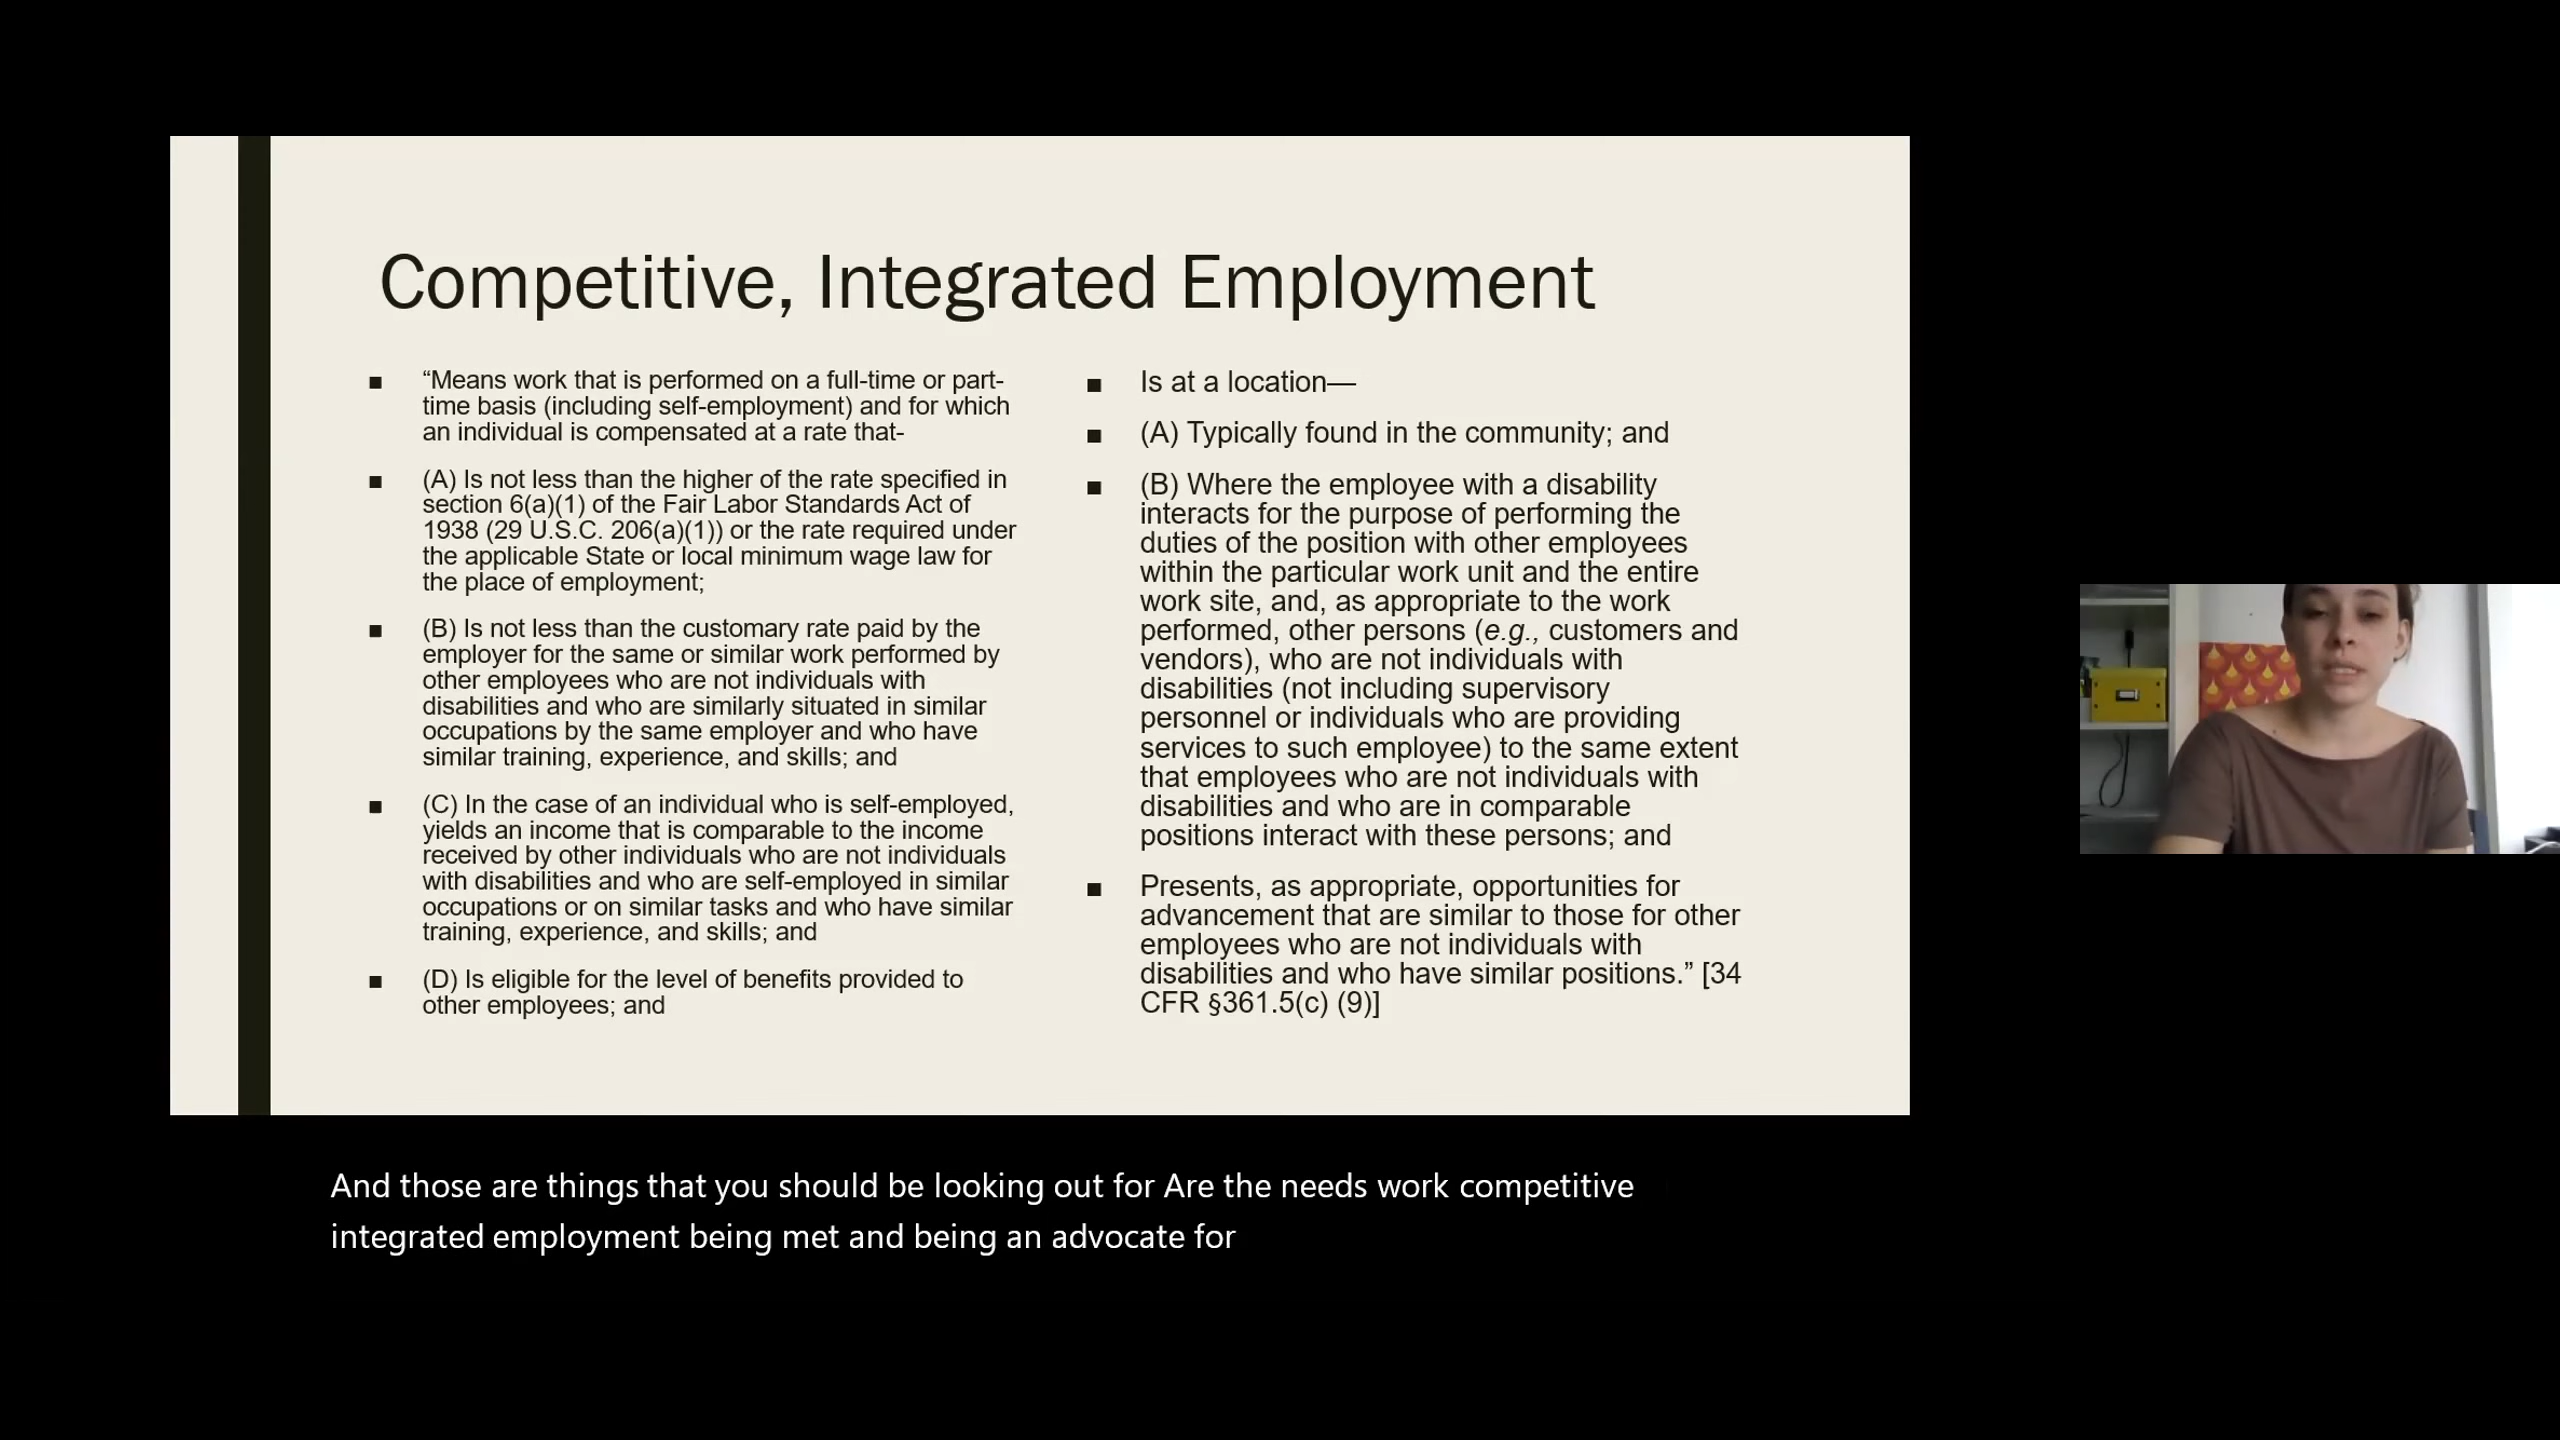 Competitive, Integrated Employment
■ “Means work that is performed on a full-time or part-
time basis (including self-employment) and for which
an individual is compensated at a rate that-
■ (A) Is not less than the higher of the rate specified in
section 6(a)(1) of the Fair Labor Standards Act of
1938 (29 U.S.C. 206(a)(1)) or the rate required under
the applicable State or local minimum wage law for
the place of employment;
■ (B) Is not less than the customary rate paid by the
employer for the same or similar work performed by
other employees who are not individuals with
disabilities and who are similarly situated in similar
occupations by the same employer and who have
similar training, experience, and skills; and
■ (C) In the case of an individual who is self-employed,
yields an income that is comparable to the income
received by other individuals who are not individuals
with disabilities and who are self-employed in similar
occupations or on similar tasks and who have similar
training, experience, and skills; and
■ (D) Is eligible for the level of benefits provided to
other employees; and
■ Is at a location—
■ (A) Typically found in the community; and
■ (B) Where the employee with a disability
interacts for the purpose of performing the
duties of the position with other employees
within the particular work unit and the entire
work site, and, as appropriate to the work
performed, other persons (e.g., customers and
vendors), who are not individuals with
disabilities (not including supervisory
personnel or individuals who are providing
services to such employee) to the same extent
that employees who are not individuals with
disabilities and who are in comparable
positions interact with these persons; and
■ Presents, as appropriate, opportunities for
advancement that are similar to those for other
employees who are not individuals with
disabilities and who have similar positions.” [34
CFR §361.5(c) (9)]
And those are things that you should be looking out for Are the needs work competitive
integrated employment being met and being an advocate for